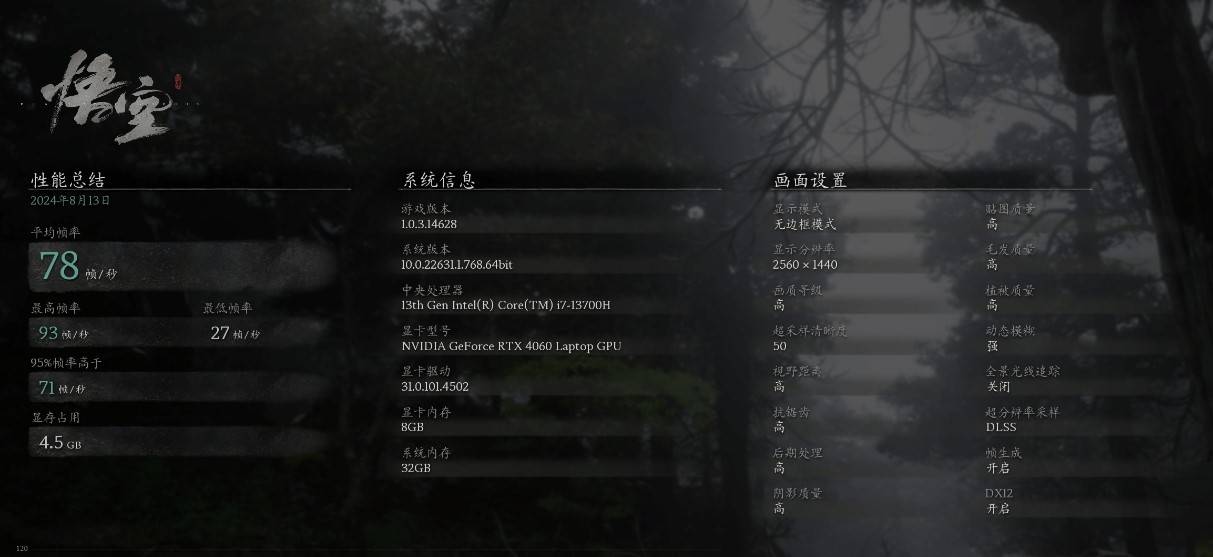 悟空
性能总结
2024年8月13日
平均帧率
78 帧/秒
最高帧率 最低帧率
93 帧/秒 27 帧/秒
95%帧率高于
71 帧/秒
显存占用
4.5 GB
系统信息
游戏版本
1.0.3.14628
系统版本
10.0.22631.1.768.64bit
中央处理器
13th Gen Intel(R) Core(TM) i7-13700H
显卡型号
NVIDIA GeForce RTX 4060 Laptop GPU
显卡驱动
31.0.101.4502
显卡内存
8GB
系统内存
32GB
画面设置
显示模式
无边框模式
显示分辨率
2560 × 1440
画质等级
高
超采样清晰度
50
视野距离
高
抗锯齿
高
后期处理
高
阴影质量
高
贴图质量
高
毛发质量
高
植被质量
高
动态模糊
强
全景光线追踪
关闭
超分辨率采样
DLSS
帧生成
开启
DX12
开启
120